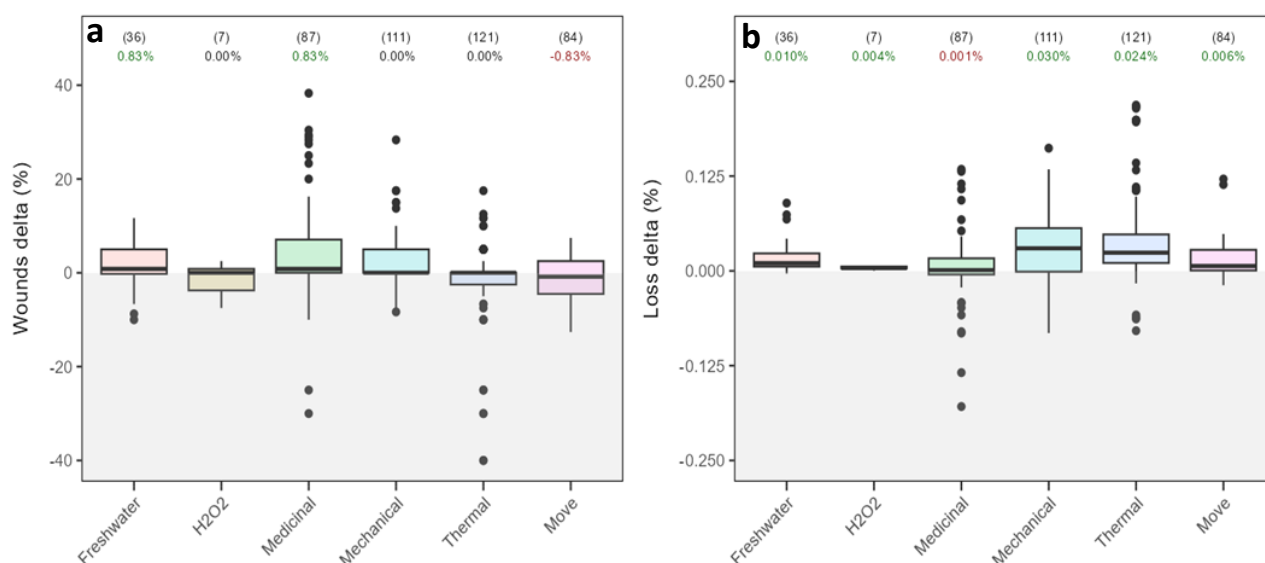 a
(36) (7) (87) (111) (121) (84)
0.83% 0.00% 0.83% 0.00% 0.00% -0.83%
40
20
0
-20
-40
Wounds delta (%)
Freshwater H2O2 Medicinal Mechanical Thermal Move
b
(36) (7) (87) (111) (121) (84)
0.010% 0.004% 0.001% 0.030% 0.024% 0.006%
0.250
0.125
0.000
-0.125
-0.250
Loss delta (%)
Freshwater H2O2 Medicinal Mechanical Thermal Move